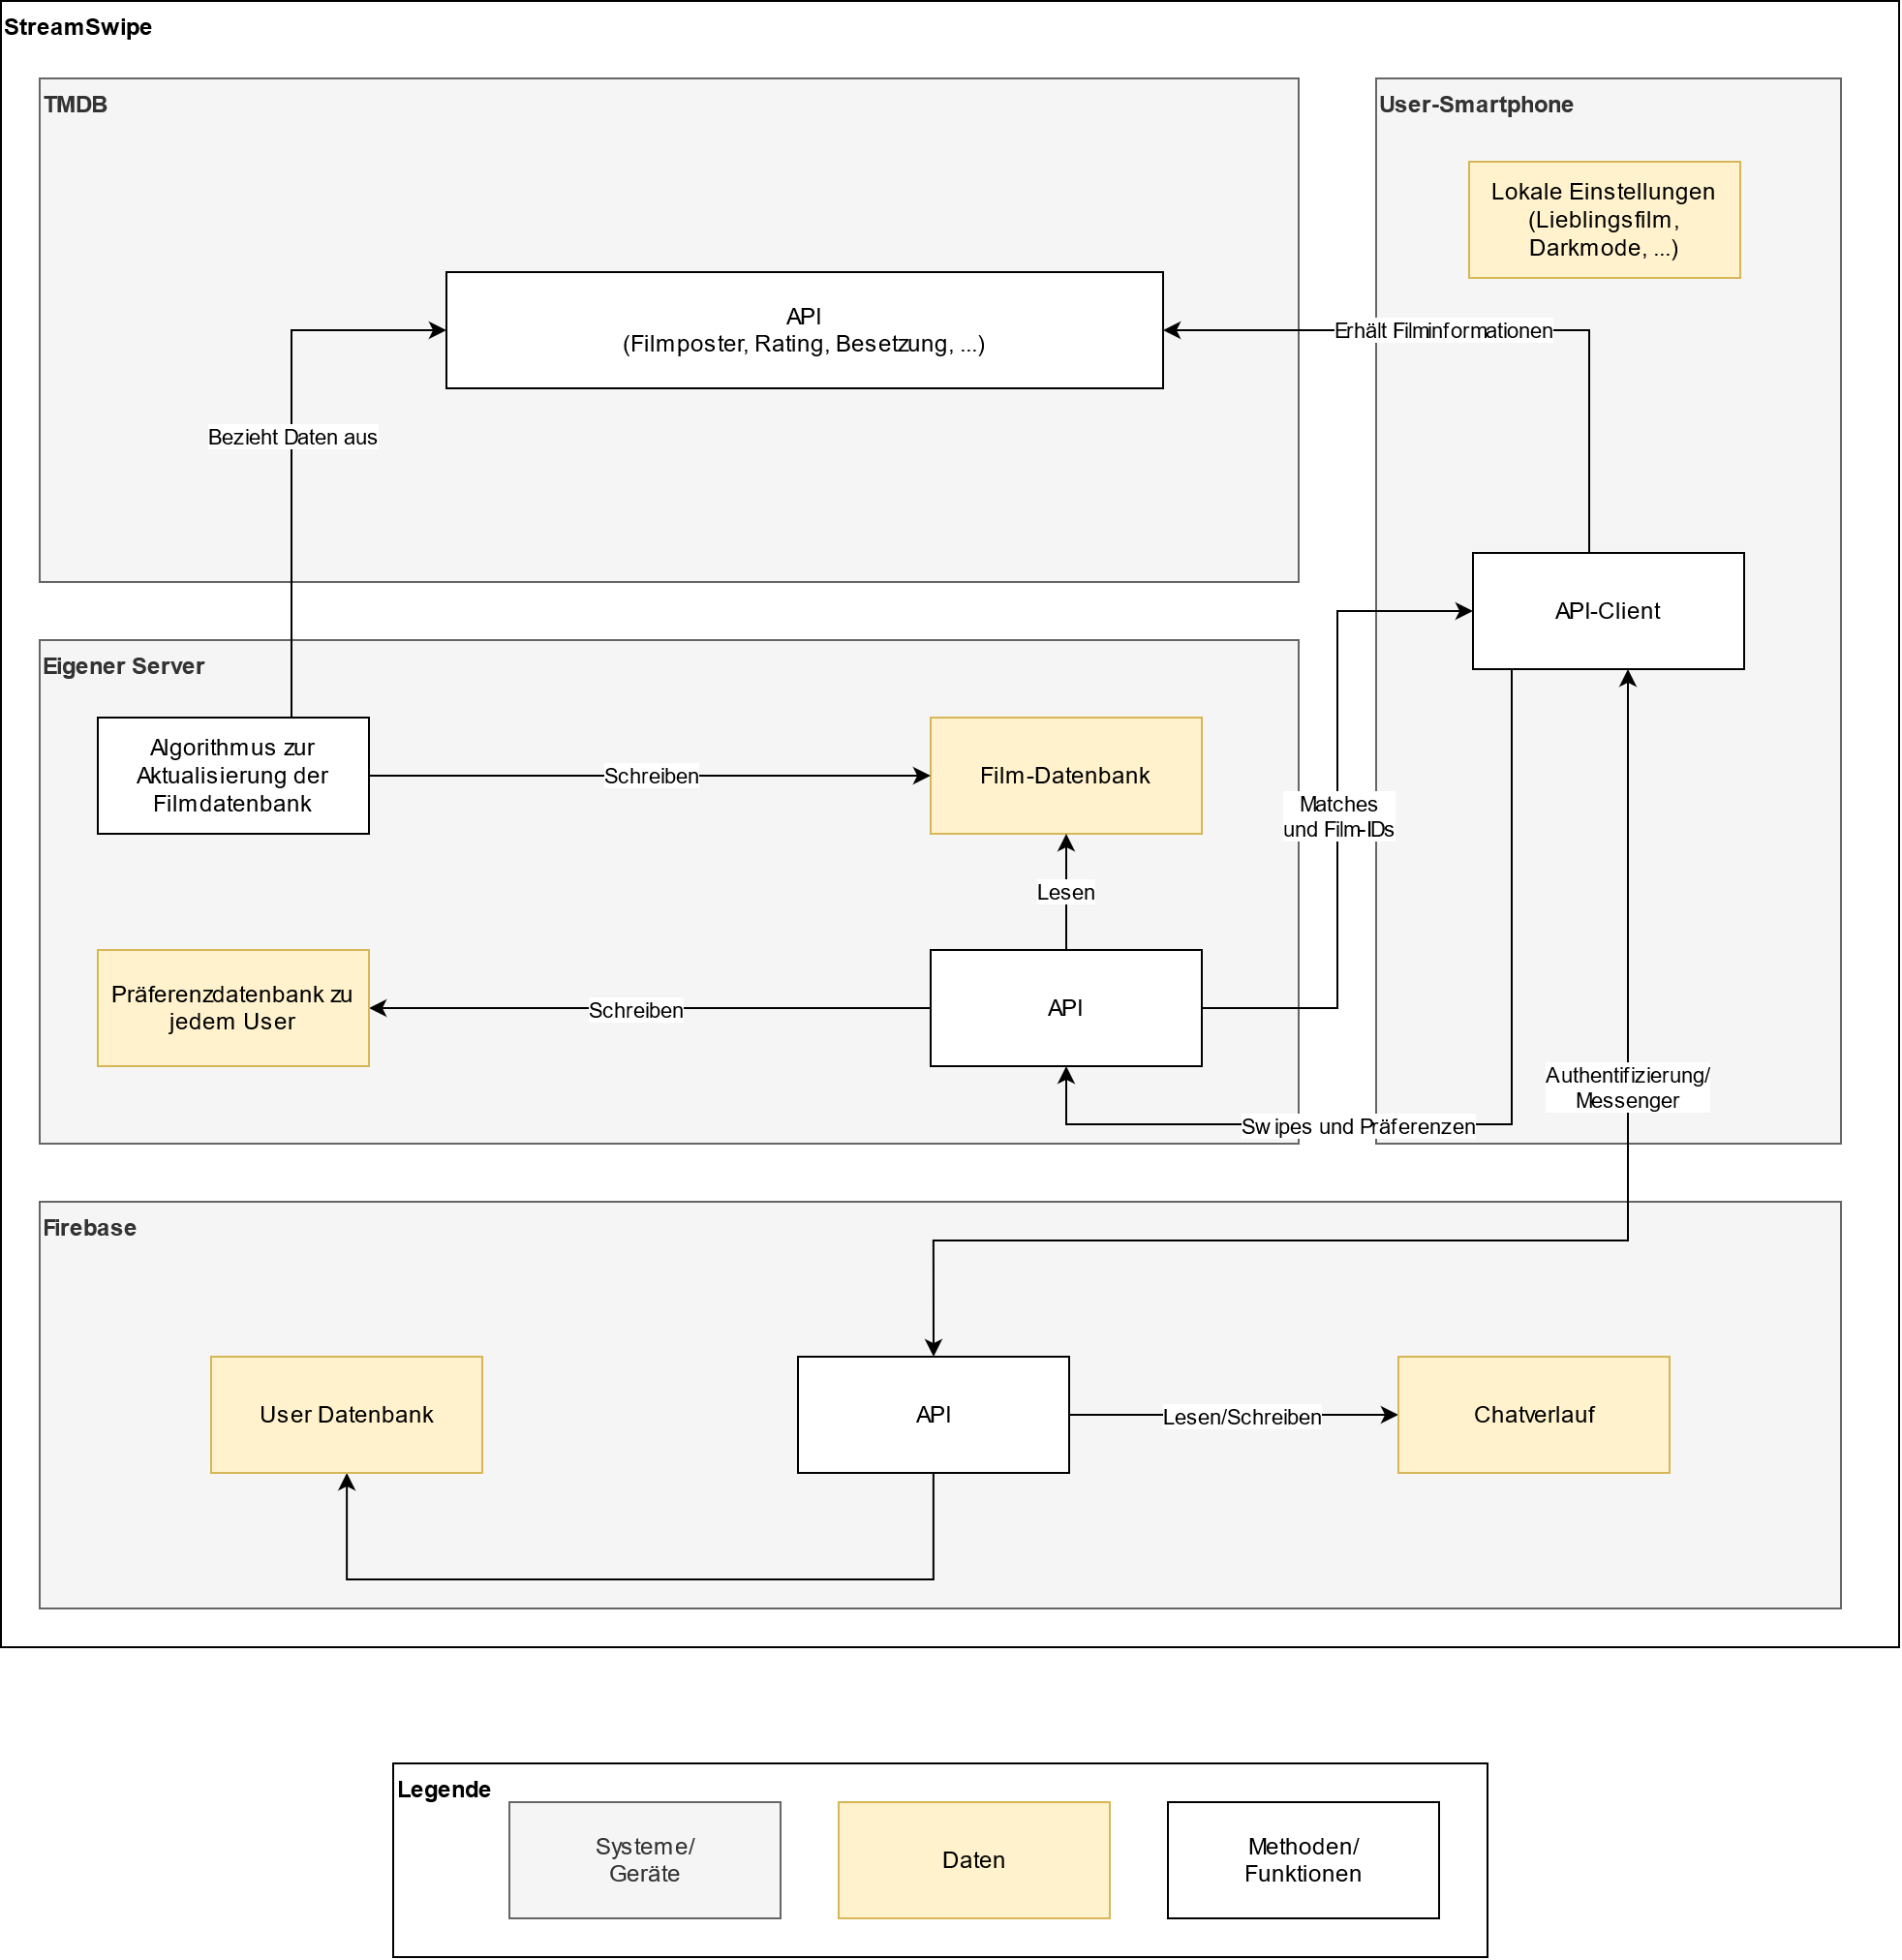 StreamSwipe
TMDB
API
(Filmposter, Rating, Besetzung, ...)
Bezieht Daten aus
User-Smartphone
Lokale Einstellungen
(Lieblingsfilm,
Darkmode, ...)
Erhält Filminformationen
API-Client
Eigener Server
Algorithmus zur
Aktualisierung der
Filmdatenbank
Schreiben
Film-Datenbank
Matches
und Film-IDs
Lesen
Präferenzdatenbank zu
jedem User
Schreiben
API
Authentifizierung/
Messenger
Swipes und Präferenzen
Firebase
User Datenbank
API
Lesen/Schreiben
Chatverlauf
Legende
Systeme/
Geräte
Daten
Methoden/
Funktionen